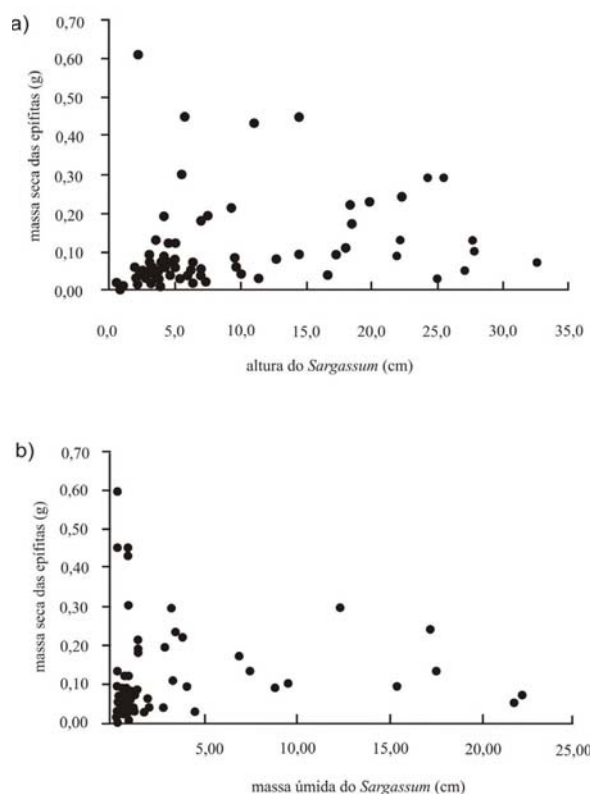 a)
massa seca das epífitas (g)
0,70
0,60
0,50
0,40
0,30
0,20
0,10
0,00
0,0 5,0 10,0 15,0 20,0 25,0 30,0 35,0
altura do Sargassum (cm)
b)
massa seca das epífitas (g)
0,70
0,60
0,50
0,40
0,30
0,20
0,10
0,00
5,00 10,00 15,00 20,00 25,00
massa úmida do Sargassum (cm)